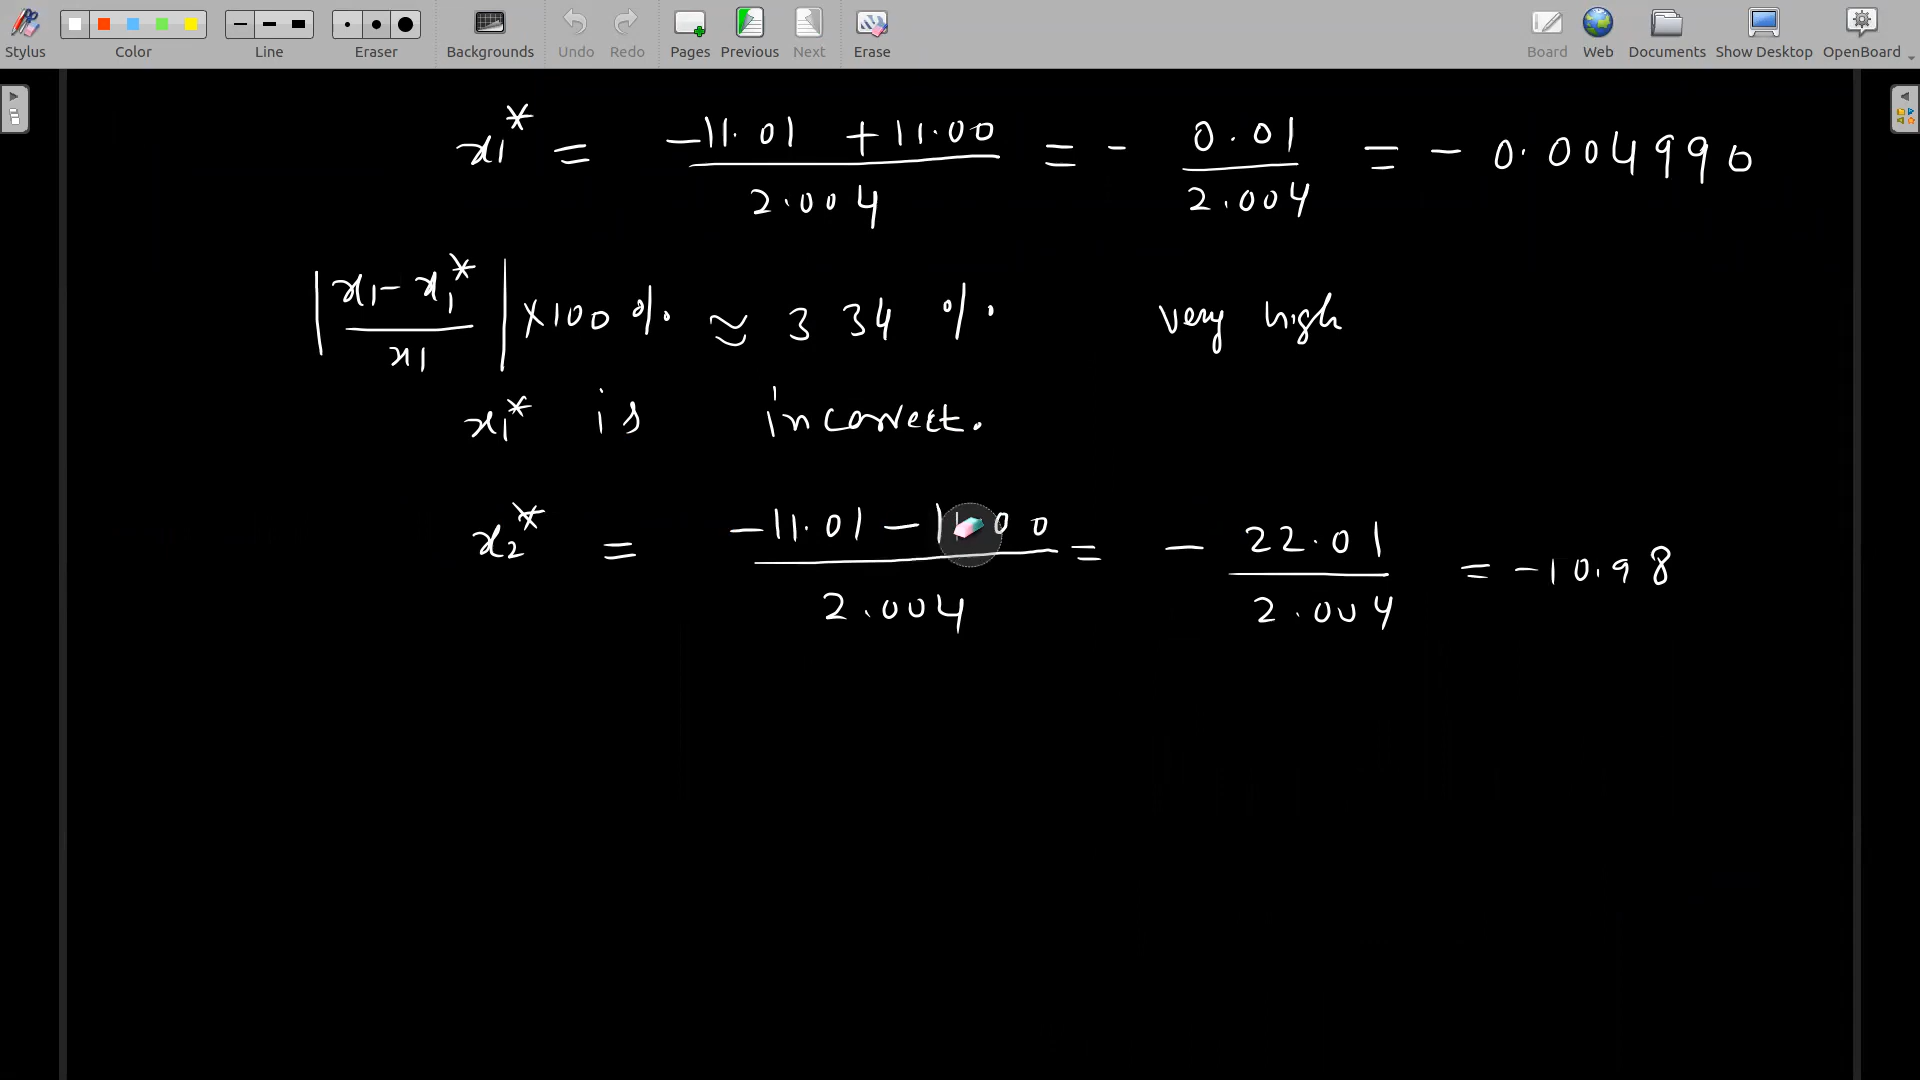 Stylus Color Line Eraser Backgrounds Undo Redo Pages Previous Next Erase Board Web Documents Show Desktop OpenBoard
x₁* = (-11.01 + 11.00)/2.004 = - 0.01/2.004 = - 0.004990
|(x₁ - x₁*)/x₁| × 100 % ≈ 334 % very high
x₁* is incorrect.
x₂* = (-11.01 - 11.00)/2.004 = - 22.01/2.004 = -10.98